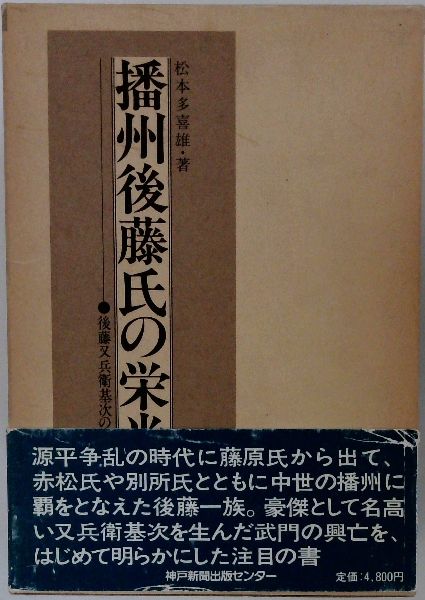 松本多喜雄・著
播州後藤氏の栄
●後藤又兵衛基次の
源平争乱の時代に藤原氏から出て、
赤松氏や別所氏とともに中世の播州に
覇をとなえた後藤一族。豪傑として名高
い又兵衛基次を生んだ武門の興亡を、
はじめて明らかにした注目の書
神戸新聞出版センター
定価:4,800円